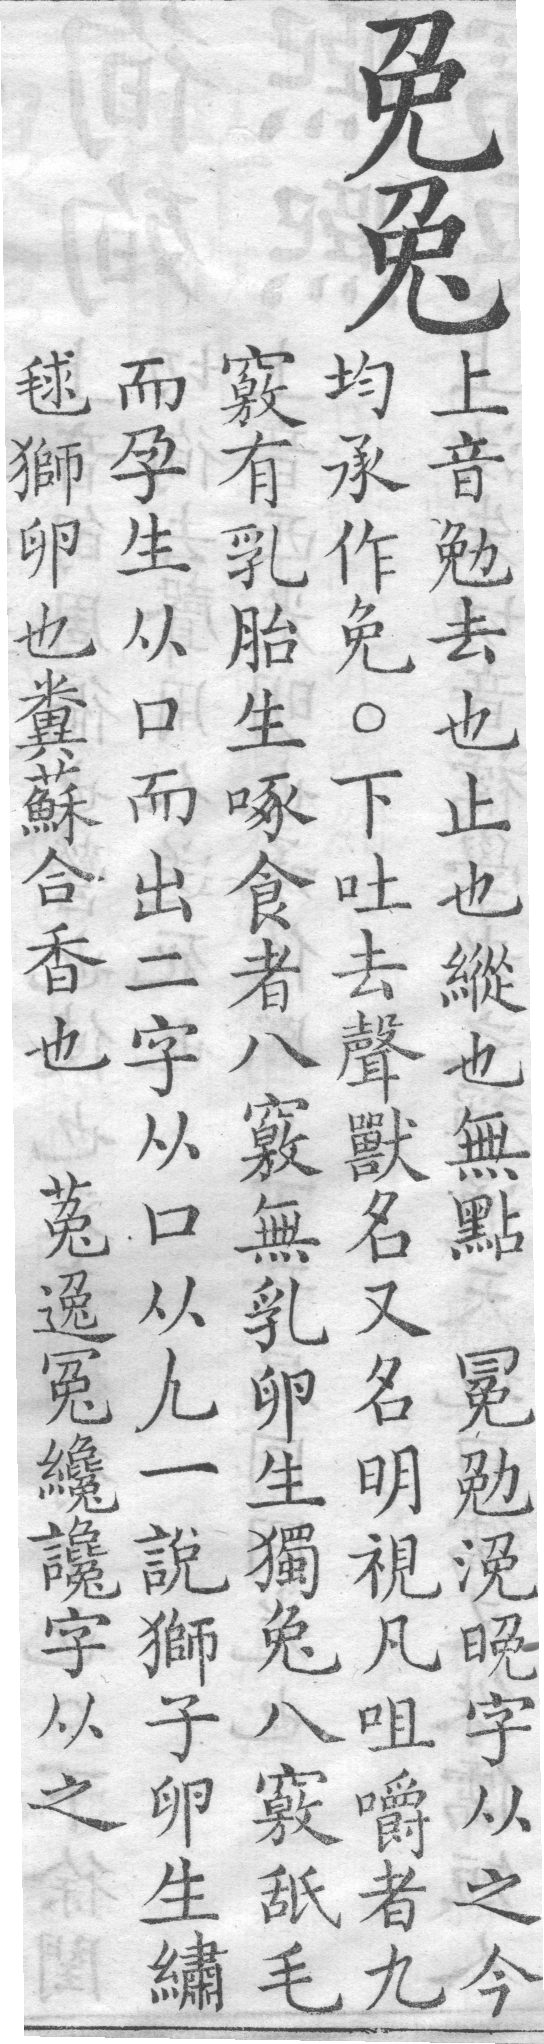 免兔
上音勉去也止也縱也無點　冕勉浼晚字从之今
均承作免○下吐去聲獸名又名明視凡咀嚼者九
竅有乳胎生啄食者八竅無乳卵生獨兔八竅舐毛
而孕生从口而出二字从口从儿一說獅子卵生繡
毬獅卵也糞蘇合香也　菟逸冤纔讒字从之